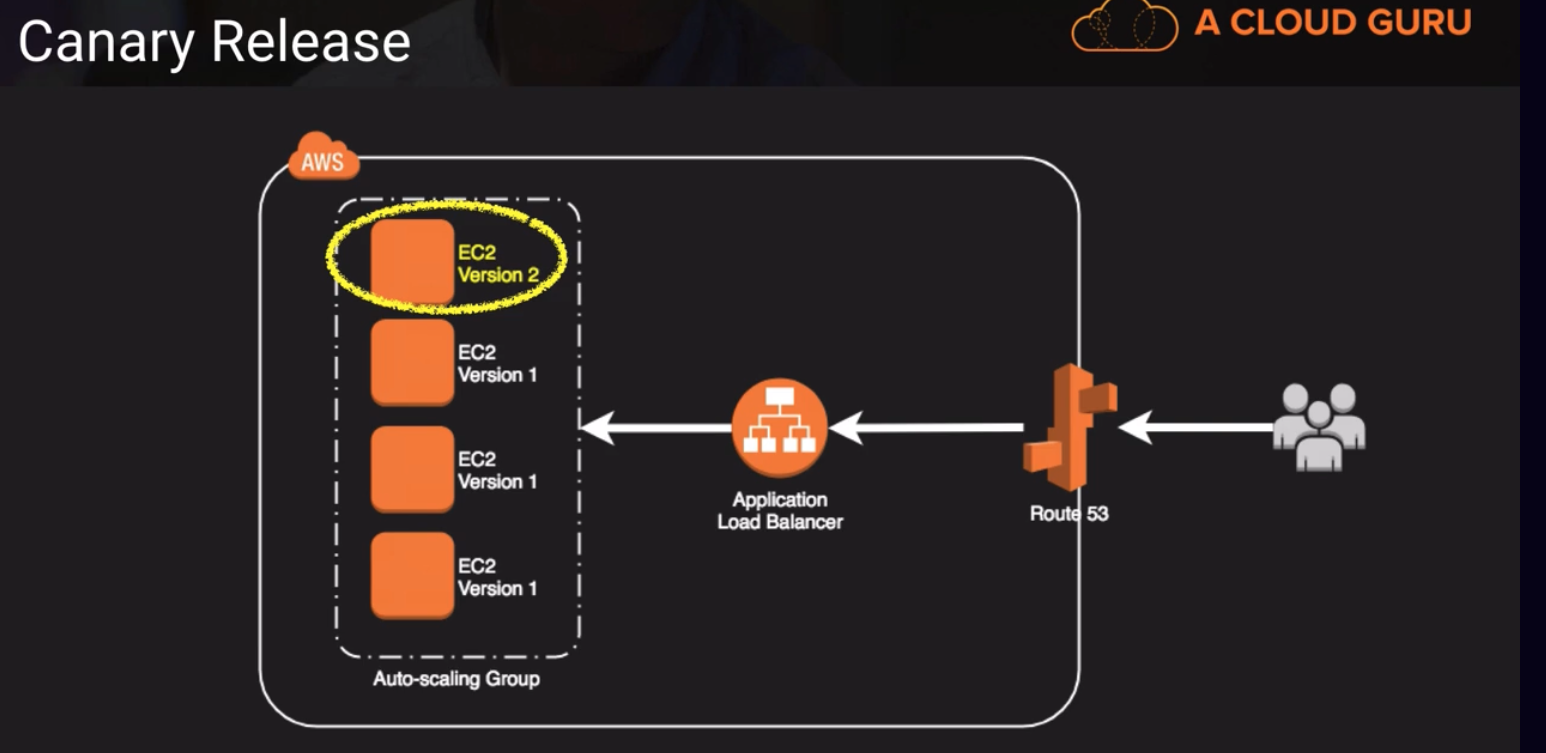 Canary Release
A CLOUD GURU
AWS
EC2
Version 2
EC2
Version 1
EC2
Version 1
EC2
Version 1
Auto-scaling Group
Application
Load Balancer
Route 53